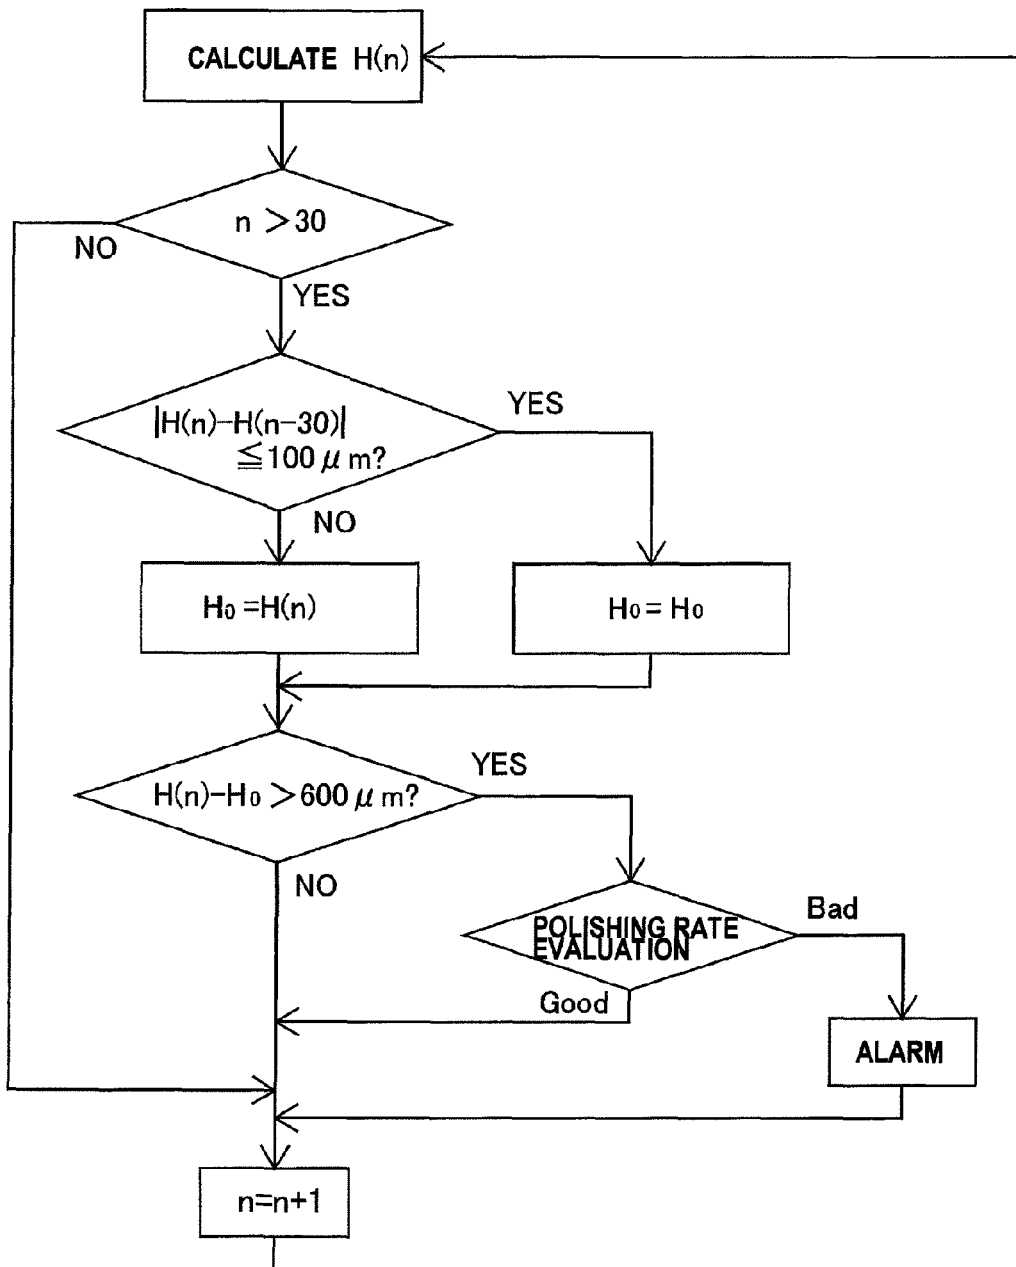 CALCULATE H(n)
n >30
NO
YES
|H(n)-H(n-30)|
≦100 μ m?
YES
NO
H₀ =H(n)
H₀ = H₀
H(n)-H₀ >600 μ m?
YES
NO
POLISHING RATE
EVALUATION
Bad
Good
ALARM
n=n+1